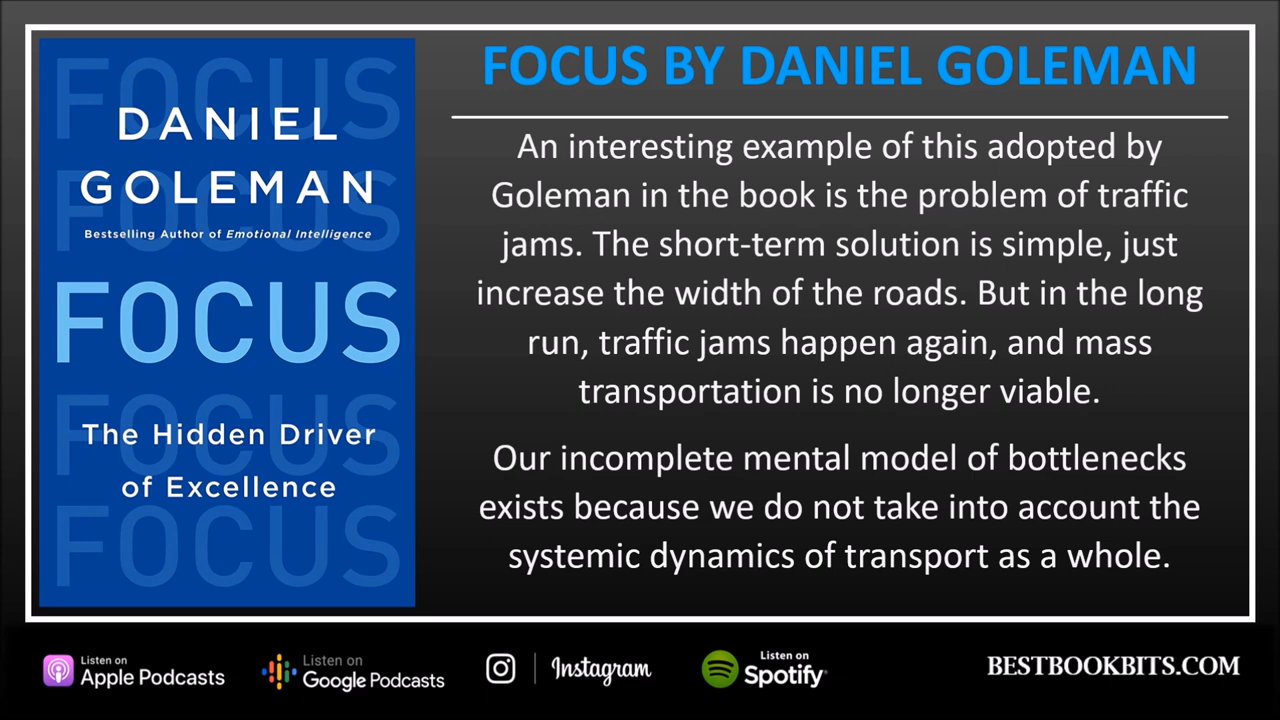 FOCUS
DANIEL
FOCUS
GOLEMAN
Bestselling Author of Emotional Intelligence
FOCUS
FOCUS
The Hidden Driver
of Excellence
FOCUS
FOCUS BY DANIEL GOLEMAN
An interesting example of this adopted by
Goleman in the book is the problem of traffic
jams. The short-term solution is simple, just
increase the width of the roads. But in the long
run, traffic jams happen again, and mass
transportation is no longer viable.
Our incomplete mental model of bottlenecks
exists because we do not take into account the
systemic dynamics of transport as a whole.
Listen on
Apple Podcasts
Listen on
Google Podcasts
Instagram
Listen on
Spotify
BESTBOOKBITS.COM